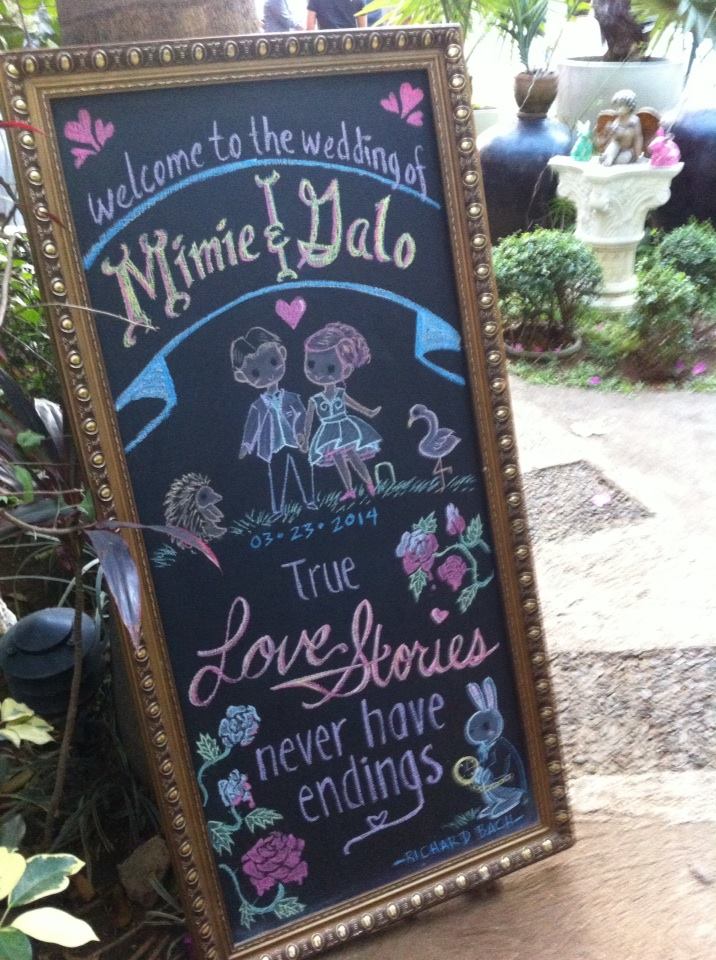 welcome to the wedding of
Mimie & Galo
03.23.2014
True
Love Stories
never have
endings
-RICHARD BACH-